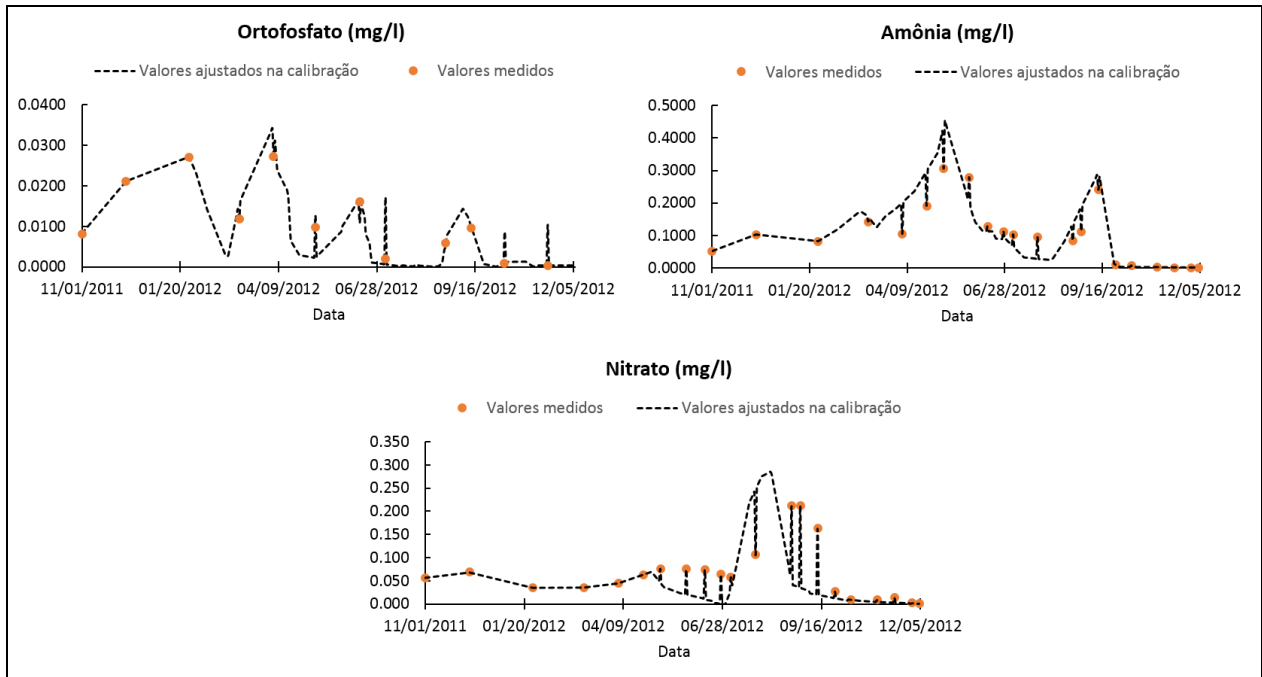 Ortofosfato (mg/l)
Valores ajustados na calibração Valores medidos
0.0400
0.0300
0.0200
0.0100
0.0000
11/01/2011 01/20/2012 04/09/2012 06/28/2012 09/16/2012 12/05/2012
Data
Amônia (mg/l)
Valores medidos Valores ajustados na calibração
0.5000
0.4000
0.3000
0.2000
0.1000
0.0000
11/01/2011 01/20/2012 04/09/2012 06/28/2012 09/16/2012 12/05/2012
Data
Nitrato (mg/l)
Valores medidos Valores ajustados na calibração
0.350
0.300
0.250
0.200
0.150
0.100
0.050
0.000
11/01/2011 01/20/2012 04/09/2012 06/28/2012 09/16/2012 12/05/2012
Data